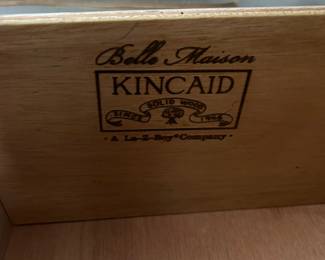 Belle Maison
KINCAID
SOLID WOOD
SINCE 1946
• A La-Z-Boy® Company •